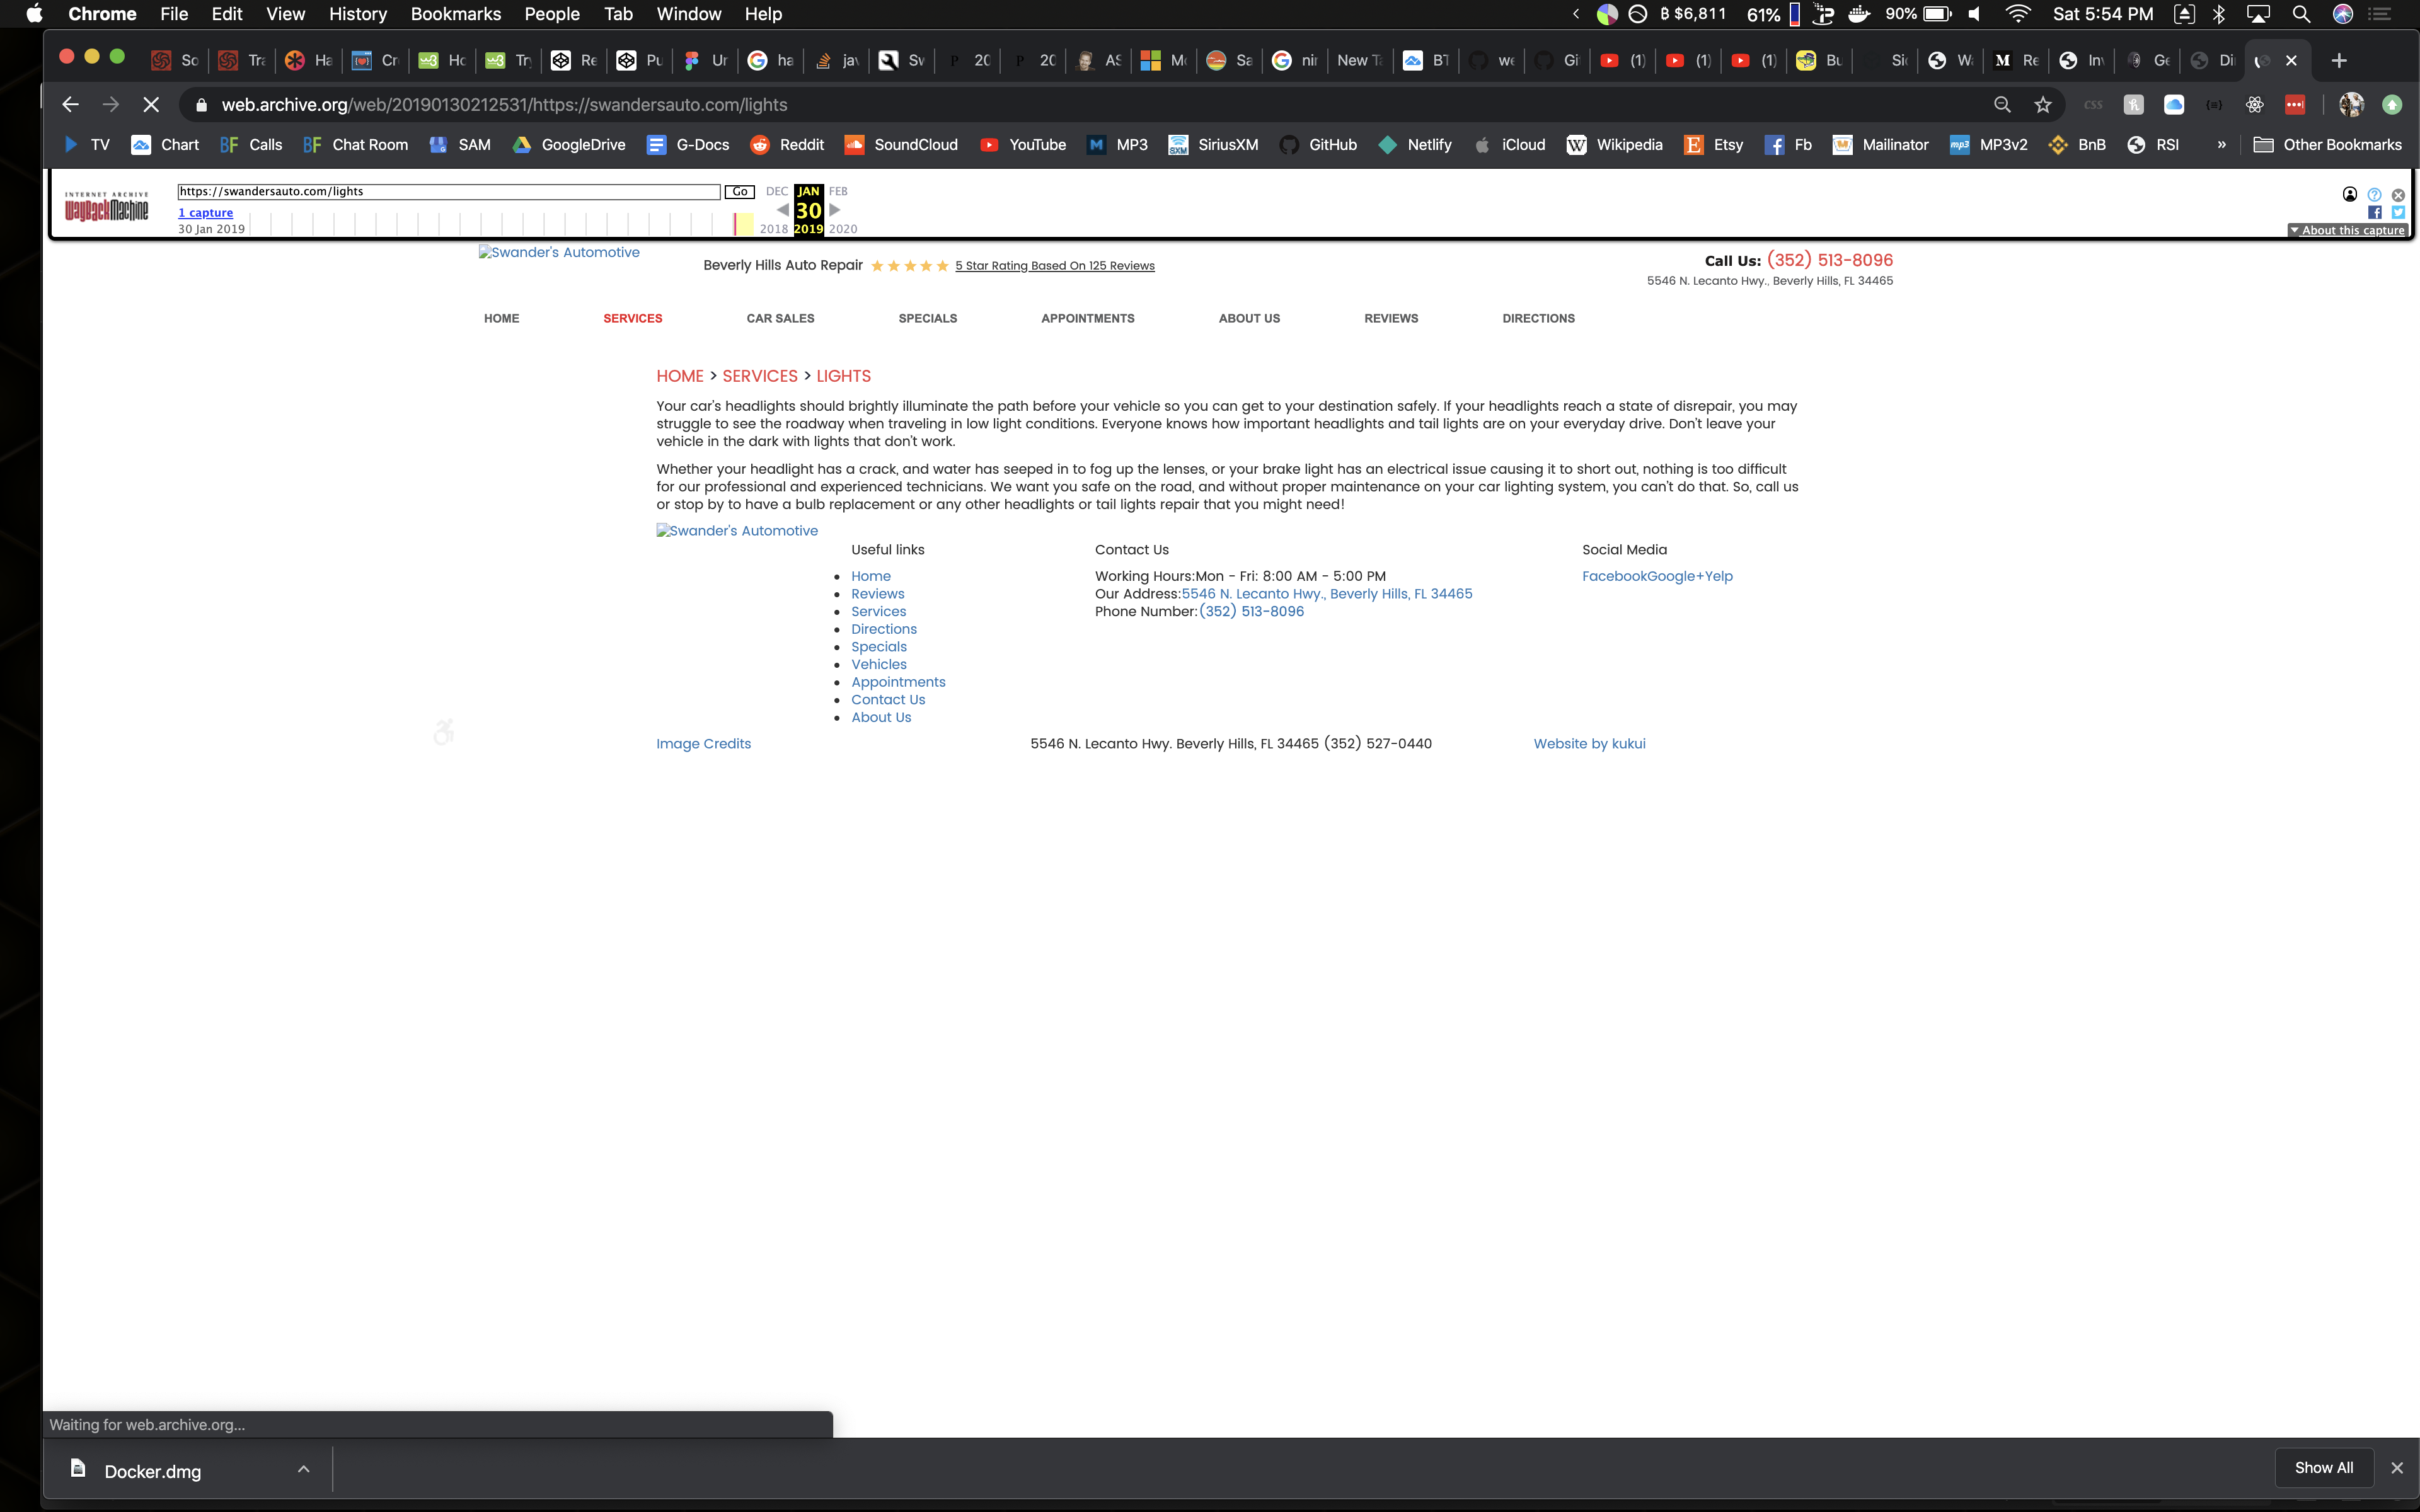 Chrome File Edit View History Bookmarks People Tab Window Help
$6,811 61% 90% Sat 5:54 PM
So Tra Ha Cr Ho Try Re Pu Ur ha jav Sw 20 20 AS Mo Sa nir New Ta BT we Gi (1) (1) (1) Bu Sic Wa Re Inv Ge Di
web.archive.org/web/20190130212531/https://swandersauto.com/lights
TV Chart Calls Chat Room SAM GoogleDrive G-Docs Reddit SoundCloud YouTube MP3 SiriusXM GitHub Netlify iCloud Wikipedia Etsy Fb Mailinator MP3v2 BnB RSI » Other Bookmarks
INTERNET ARCHIVE
WayBackMachine
https://swandersauto.com/lights Go
1 capture
30 Jan 2019
DEC JAN FEB
30
2018 2019 2020
About this capture
Swander's Automotive
Beverly Hills Auto Repair 5 Star Rating Based On 125 Reviews
Call Us: (352) 513-8096
5546 N. Lecanto Hwy., Beverly Hills, FL 34465
HOME SERVICES CAR SALES SPECIALS APPOINTMENTS ABOUT US REVIEWS DIRECTIONS
HOME > SERVICES > LIGHTS
Your car's headlights should brightly illuminate the path before your vehicle so you can get to your destination safely. If your headlights reach a state of disrepair, you may
struggle to see the roadway when traveling in low light conditions. Everyone knows how important headlights and tail lights are on your everyday drive. Don't leave your
vehicle in the dark with lights that don't work.
Whether your headlight has a crack, and water has seeped in to fog up the lenses, or your brake light has an electrical issue causing it to short out, nothing is too difficult
for our professional and experienced technicians. We want you safe on the road, and without proper maintenance on your car lighting system, you can't do that. So, call us
or stop by to have a bulb replacement or any other headlights or tail lights repair that you might need!
Swander's Automotive
Useful links
Home
Reviews
Services
Directions
Specials
Vehicles
Appointments
Contact Us
About Us
Contact Us
Working Hours:Mon - Fri: 8:00 AM - 5:00 PM
Our Address:5546 N. Lecanto Hwy., Beverly Hills, FL 34465
Phone Number:(352) 513-8096
Social Media
FacebookGoogle+Yelp
Image Credits
5546 N. Lecanto Hwy. Beverly Hills, FL 34465 (352) 527-0440
Website by kukui
Waiting for web.archive.org...
Docker.dmg
Show All